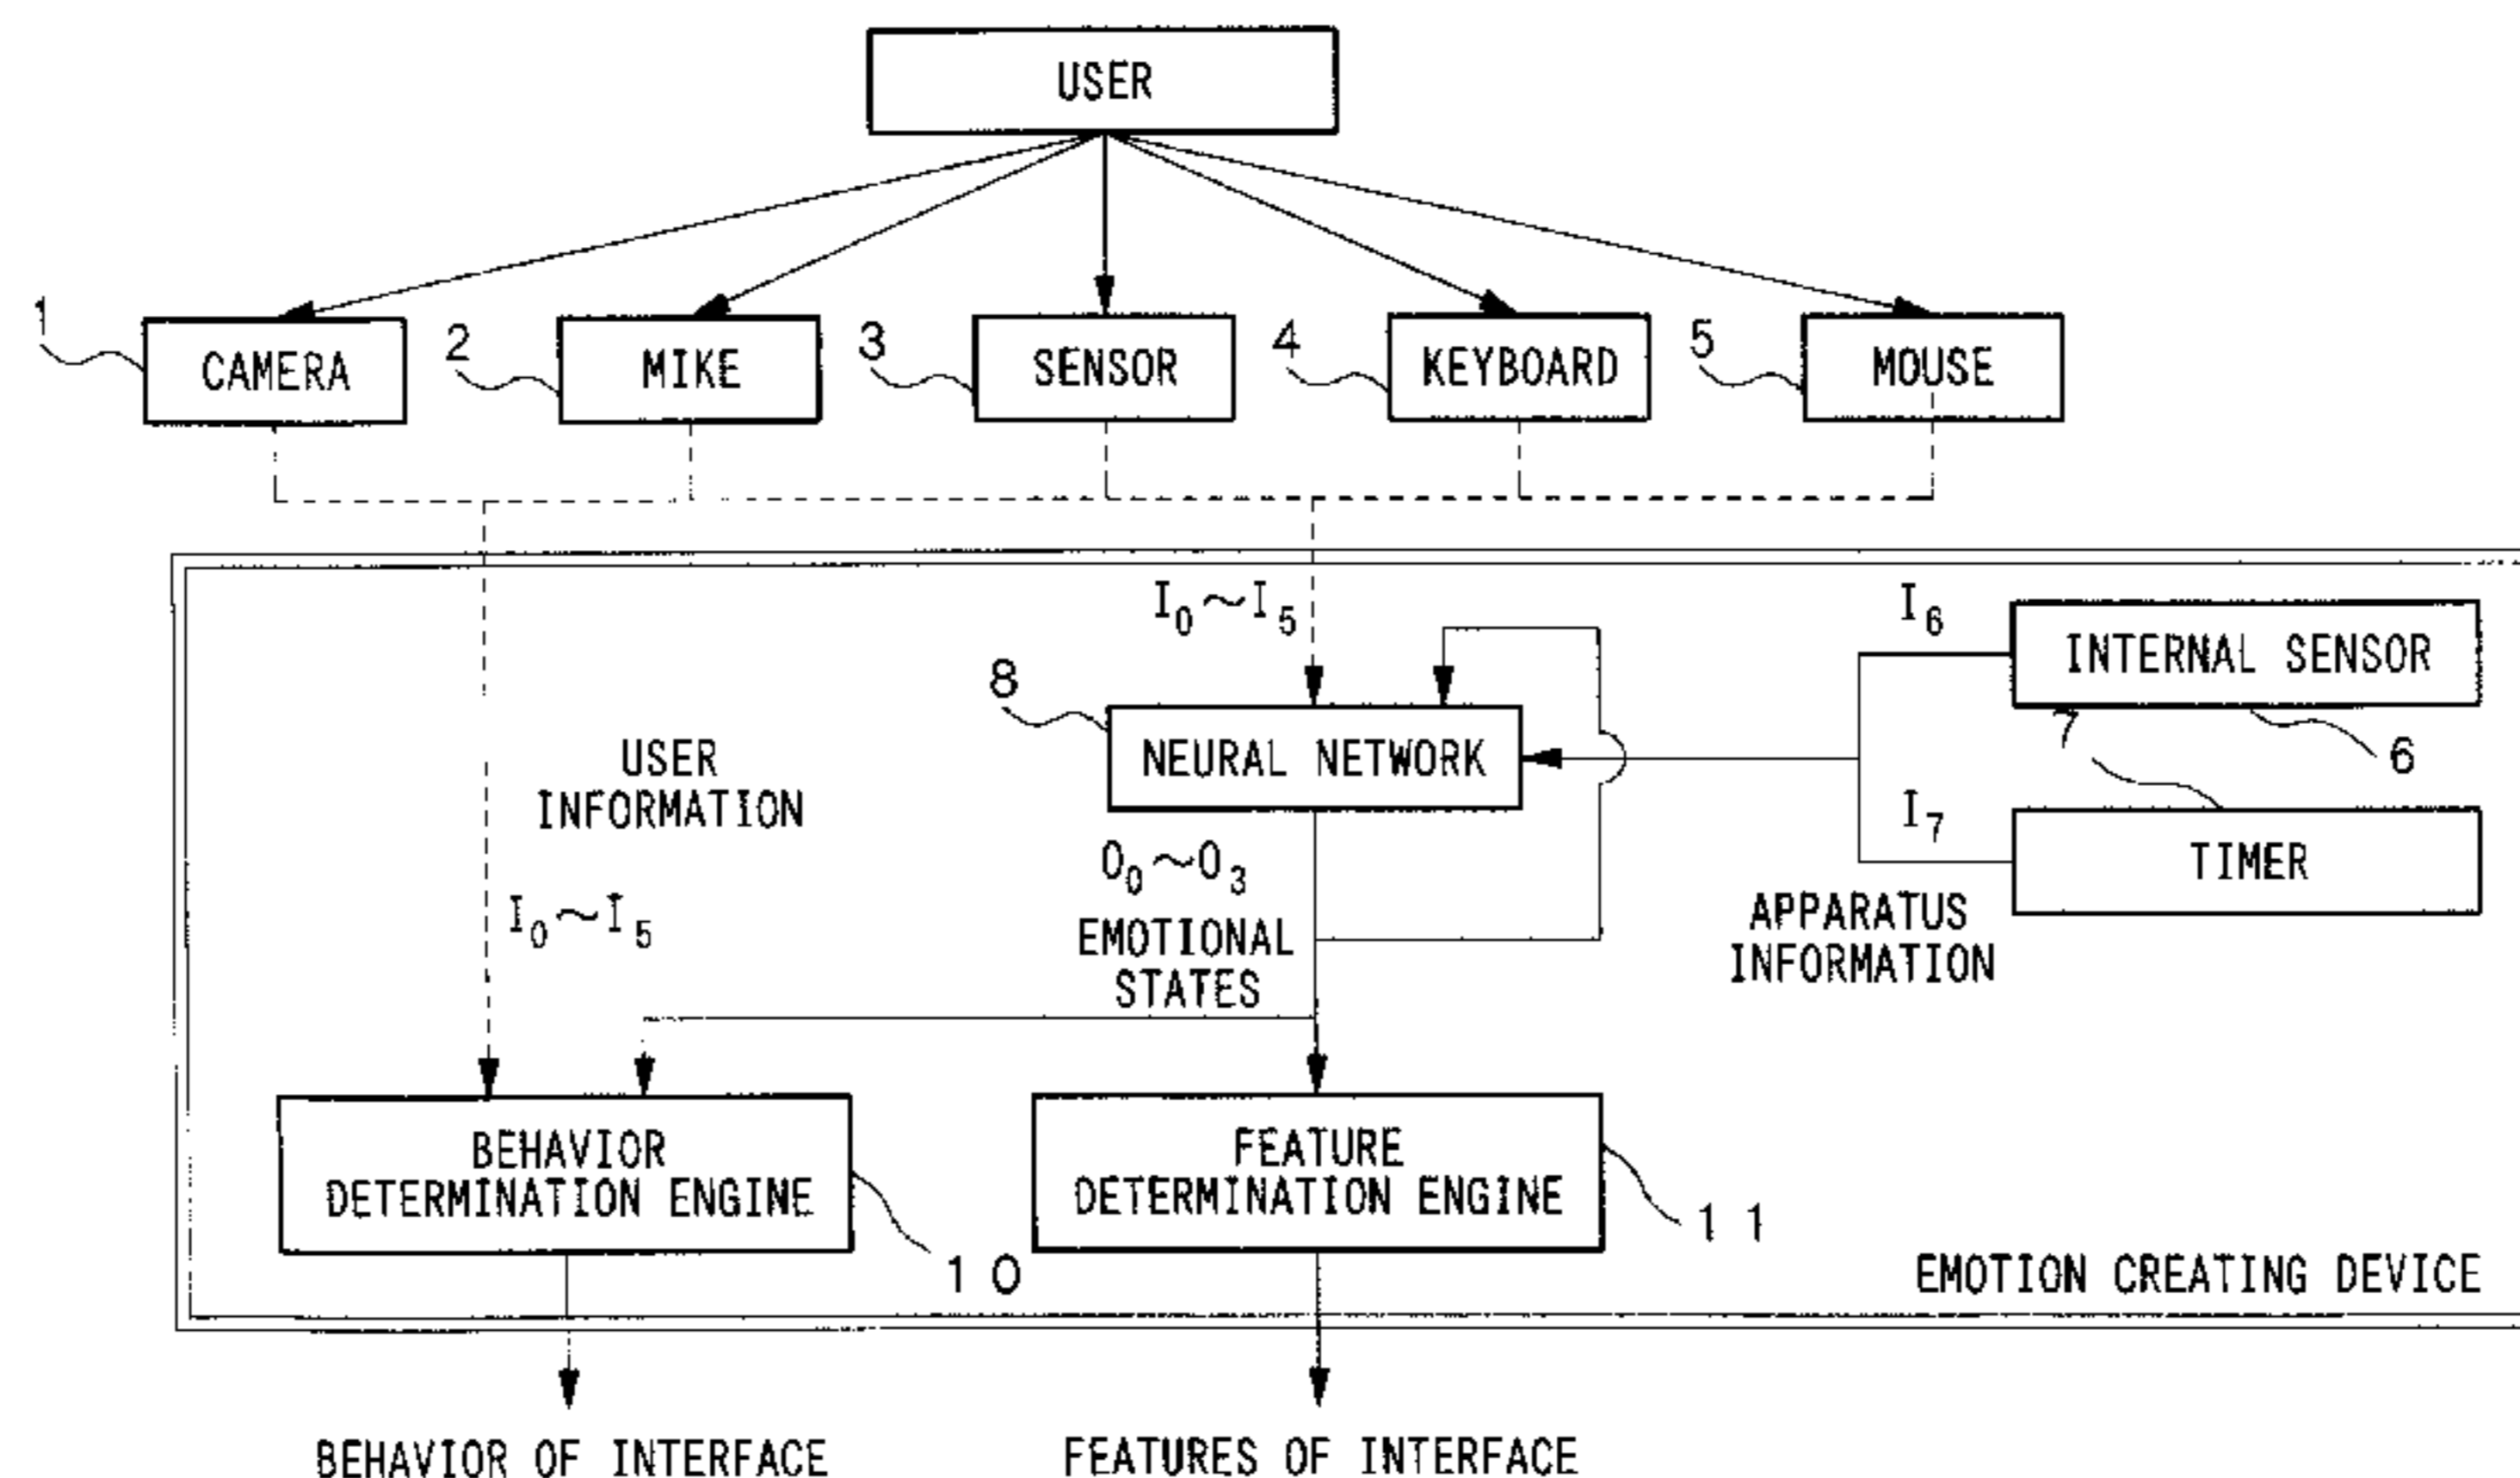 USER
1
CAMERA
2
MIKE
3
SENSOR
4
KEYBOARD
5
MOUSE
I0～I5
I6
INTERNAL SENSOR
6
8
NEURAL NETWORK
7
I7
TIMER
USER
INFORMATION
I0～I5
O0～O3
EMOTIONAL
STATES
APPARATUS
INFORMATION
BEHAVIOR
DETERMINATION ENGINE
10
FEATURE
DETERMINATION ENGINE
11
EMOTION CREATING DEVICE
BEHAVIOR OF INTERFACE
FEATURES OF INTERFACE